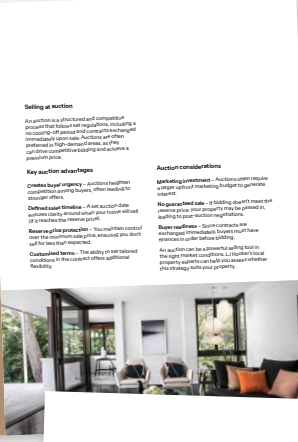 Selling at auction
An auction is a structured and competitive
process that follows set regulations, including a
no cooling-off period and contracts exchanged
immediately upon sale. Auctions are often
preferred in high-demand areas, as they
can drive competitive bidding and achieve a
premium price.
Key auction advantages
Creates buyer urgency – Auctions heighten
competition among buyers, often leading to
stronger offers.
Defined sales timeline – A set auction date
ensures clarity around when your home will sell
(if it reaches the reserve price).
Reserve price protection – You maintain control
over the minimum sale price, ensuring you don't
sell for less than expected.
Customised terms – The ability to set tailored
conditions in the contract offers additional
flexibility.
Auction considerations
Marketing investment – Auctions often require
a larger upfront marketing budget to generate
interest.
No guaranteed sale – If bidding doesn't meet the
reserve price, your property may be passed in,
leading to post-auction negotiations.
Buyer readiness – Since contracts are
exchanged immediately, buyers must have
finances in order before bidding.
An auction can be a powerful selling tool in
the right market conditions. LJ Hooker's local
property experts can help you assess whether
this strategy suits your property.